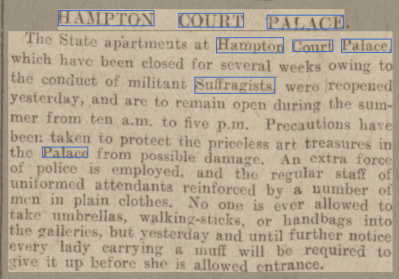 HAMPTON COURT PALACE.
The State apartments at Hampton Court Palace,
which have been closed for several weeks owing to
the conduct of militant Suffragists, were reopened
yesterday, and are to remain open during the sum-
mer from ten a.m. to five p.m. Precautions have
been taken to protect the priceless art treasures in
the Palace from possible damage. An extra force
of police is employed, and the regular staff of
uniformed attendants reinforced by a number of
men in plain clothes. No one is ever allowed to
take umbrellas, walking-sticks, or handbags into
the galleries, but yesterday and until further notice
every lady carrying a muff will be required to
give it up before she is allowed entrance.